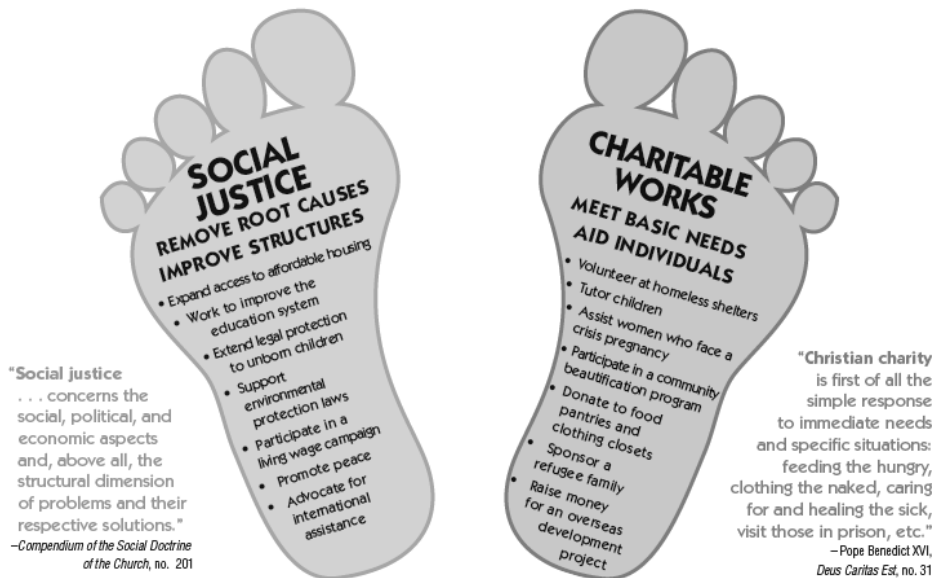 SOCIAL
JUSTICE
REMOVE ROOT CAUSES
IMPROVE STRUCTURES
• Expand access to affordable housing
• Work to improve the
education system
• Extend legal protection
to unborn children
• Support
environmental
protection laws
• Participate in a
living wage campaign
• Promote peace
• Advocate for
international
assistance
"Social justice
. . . concerns the
social, political, and
economic aspects
and, above all, the
structural dimension
of problems and their
respective solutions."
–Compendium of the Social Doctrine
of the Church, no. 201
CHARITABLE
WORKS
MEET BASIC NEEDS
AID INDIVIDUALS
• Volunteer at homeless shelters
• Tutor children
• Assist women who face a
crisis pregnancy
• Participate in a community
beautification program
• Donate to food
pantries and
clothing closets
• Sponsor a
refugee family
• Raise money
for an overseas
development
project
"Christian charity
is first of all the
simple response
to immediate needs
and specific situations:
feeding the hungry,
clothing the naked, caring
for and healing the sick,
visit those in prison, etc."
–Pope Benedict XVI,
Deus Caritas Est, no. 31